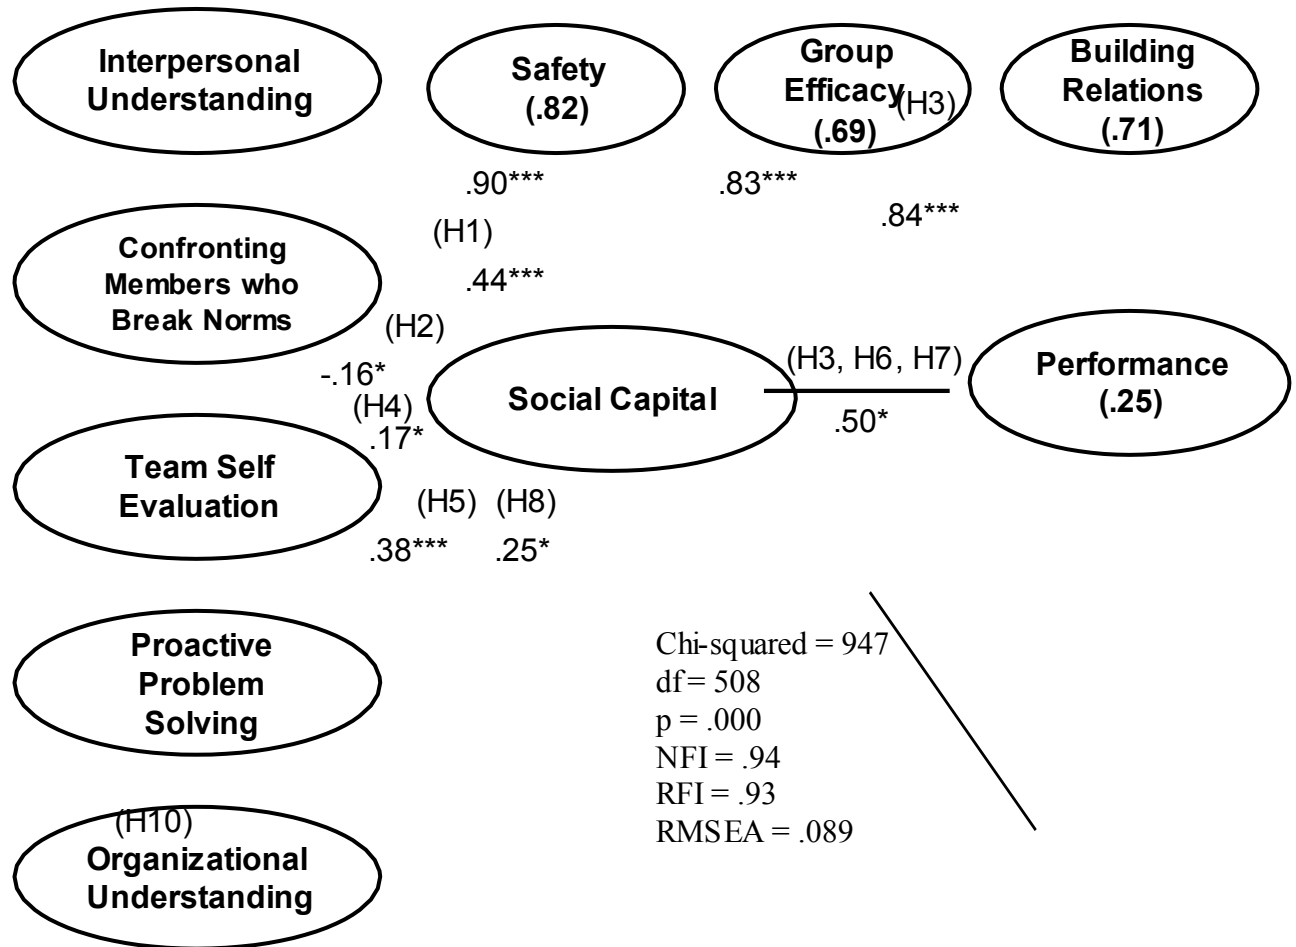 Interpersonal
Understanding
Safety
(.82)
Group
Efficacy
(.69)
(H3)
Building
Relations
(.71)
.90***
.83***
.84***
(H1)
.44***
Confronting
Members who
Break Norms
(H2)
-.16*
(H4)
.17*
Social Capital
(H3, H6, H7)
.50*
Performance
(.25)
Team Self
Evaluation
(H5)
(H8)
.38***
.25*
Proactive
Problem
Solving
Chi-squared = 947
df = 508
p = .000
NFI = .94
RFI = .93
RMSEA = .089
(H10)
Organizational
Understanding